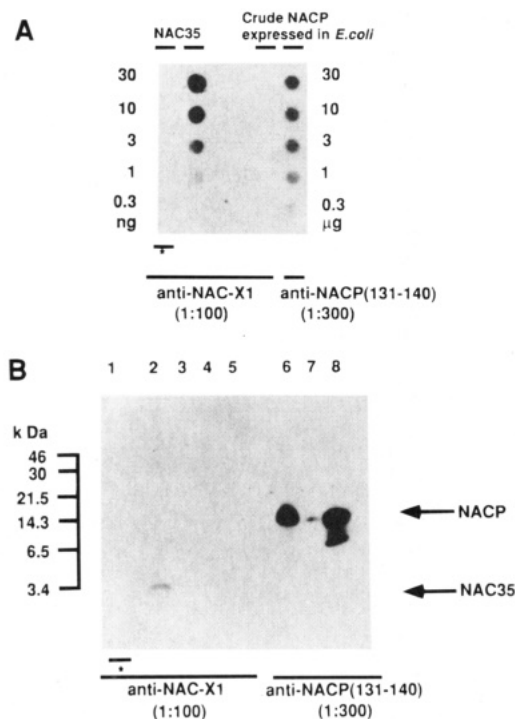 A
NAC35
Crude NACP
expressed in E.coli
30 30
10 10
3 3
1 1
0.3 0.3
ng μg
*
anti-NAC-X1 anti-NACP(131-140)
(1:100) (1:300)
B
1 2 3 4 5 6 7 8
k Da
46
30
21.5
14.3
6.5
3.4
NACP
NAC35
*
anti-NAC-X1 anti-NACP(131-140)
(1:100) (1:300)